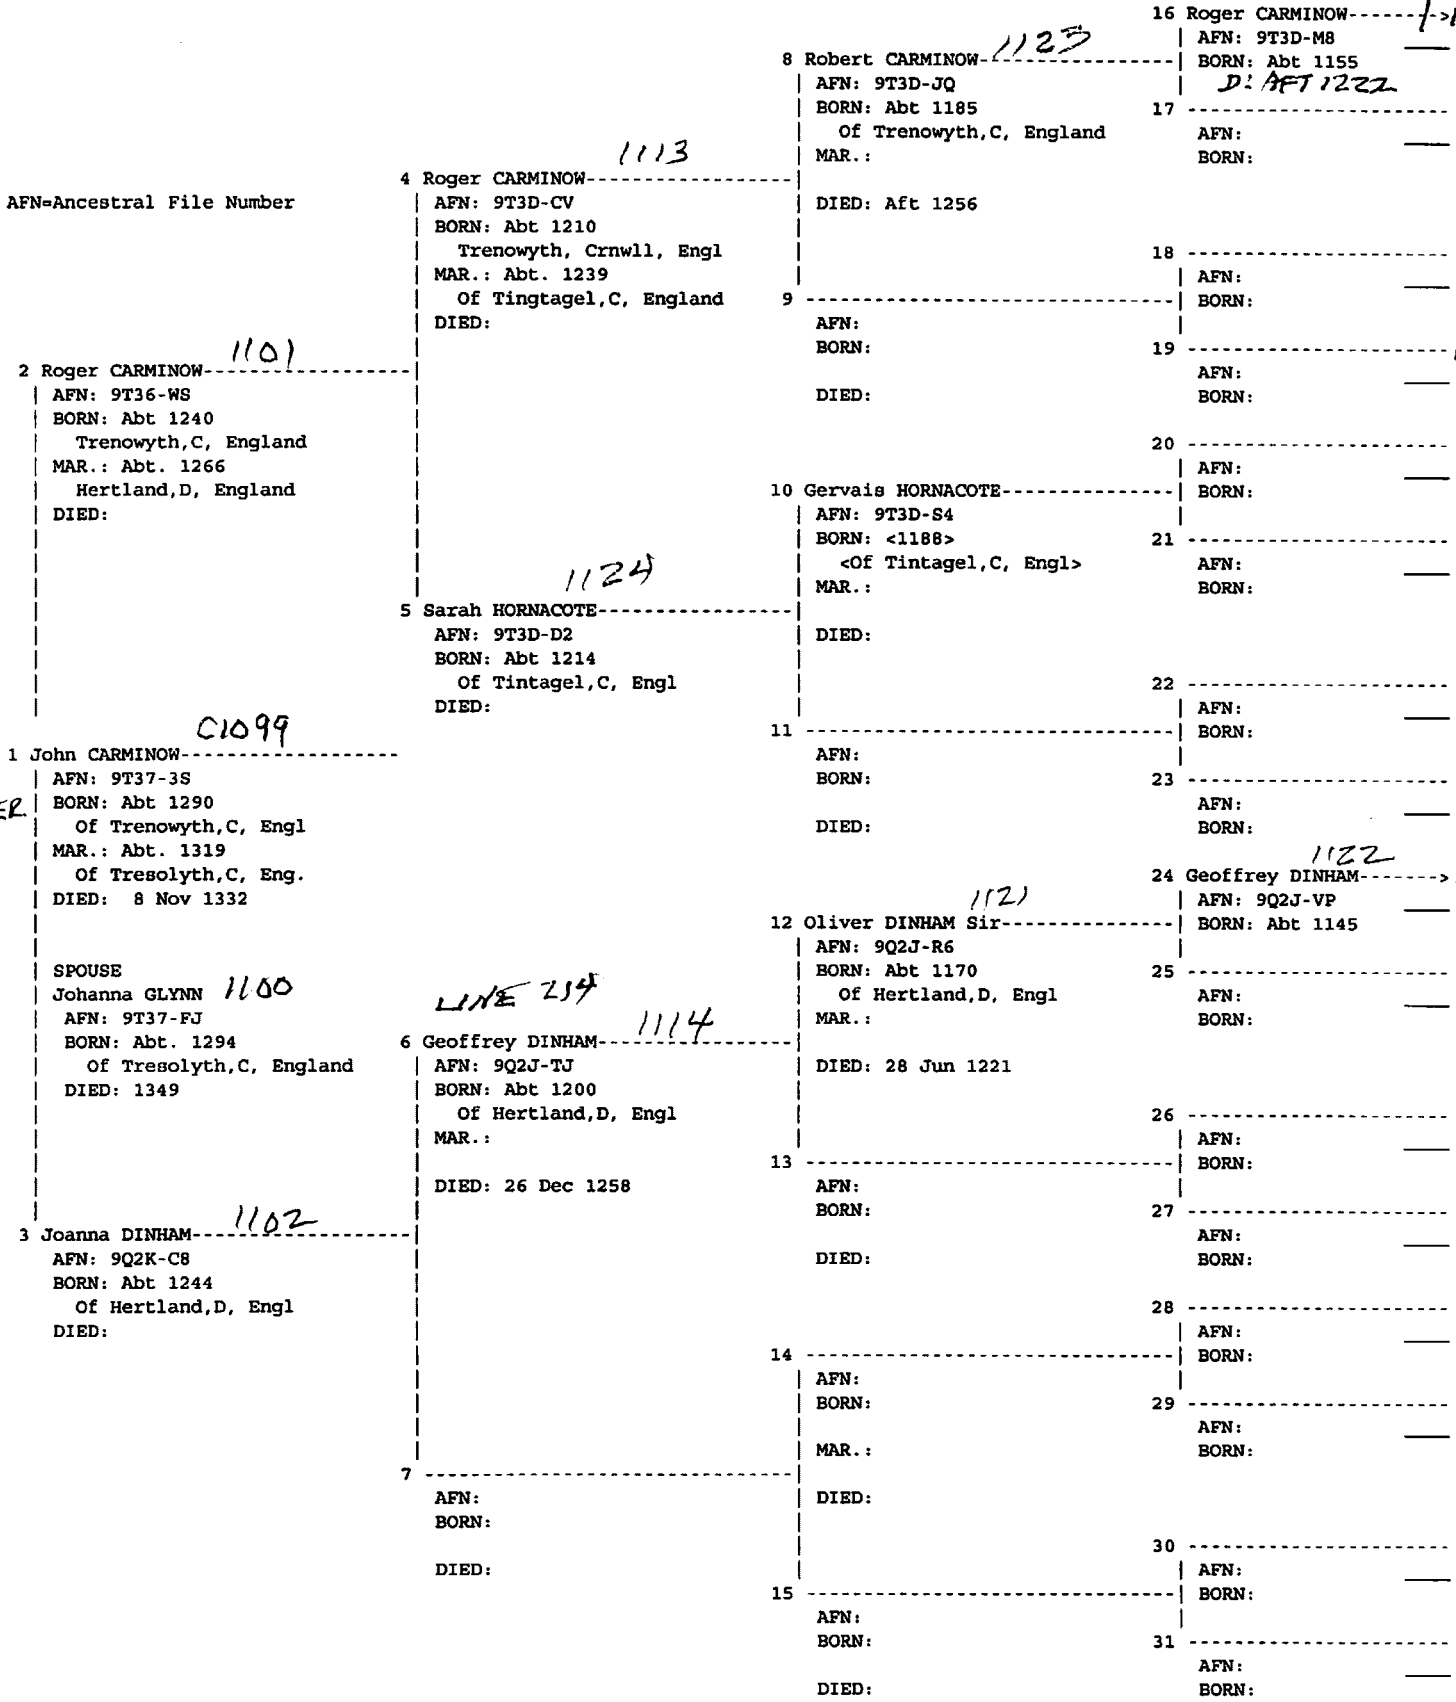 AFN=Ancestral File Number
1101
2 Roger CARMINOW
AFN: 9T36-WS
BORN: Abt 1240
Trenowyth,C, England
MAR.: Abt. 1266
Hertland,D, England
DIED:
C1099
1 John CARMINOW
AFN: 9T37-3S
BORN: Abt 1290
Of Trenowyth,C, Engl
MAR.: Abt. 1319
Of Tresolyth,C, Eng.
DIED: 8 Nov 1332
SPOUSE
Johanna GLYNN 1100
AFN: 9T37-FJ
BORN: Abt. 1294
Of Tresolyth,C, England
DIED: 1349
1102
3 Joanna DINHAM
AFN: 9Q2K-C8
BORN: Abt 1244
Of Hertland,D, Engl
DIED:
1113
4 Roger CARMINOW
AFN: 9T3D-CV
BORN: Abt 1210
Trenowyth, Crnwll, Engl
MAR.: Abt. 1239
Of Tingtagel,C, England
DIED:
1124
5 Sarah HORNACOTE
AFN: 9T3D-D2
BORN: Abt 1214
Of Tintagel,C, Engl
DIED:
LINE 234
1114
6 Geoffrey DINHAM
AFN: 9Q2J-TJ
BORN: Abt 1200
Of Hertland,D, Engl
MAR.:
DIED: 26 Dec 1258
7
AFN:
BORN:
DIED:
1123
8 Robert CARMINOW
AFN: 9T3D-JQ
BORN: Abt 1185
Of Trenowyth,C, England
MAR.:
DIED: Aft 1256
9
AFN:
BORN:
DIED:
10 Gervais HORNACOTE
AFN: 9T3D-S4
BORN: <1188>
<Of Tintagel,C, Engl>
MAR.:
DIED:
11
AFN:
BORN:
DIED:
1121
12 Oliver DINHAM Sir
AFN: 9Q2J-R6
BORN: Abt 1170
Of Hertland,D, Engl
MAR.:
DIED: 28 Jun 1221
13
AFN:
BORN:
DIED:
14
AFN:
BORN:
MAR.:
DIED:
15
AFN:
BORN:
DIED:
16 Roger CARMINOW
AFN: 9T3D-M8
BORN: Abt 1155
D: AFT 1222
17
AFN:
BORN:
18
AFN:
BORN:
19
AFN:
BORN:
20
AFN:
BORN:
21
AFN:
BORN:
22
AFN:
BORN:
23
AFN:
BORN:
1122
24 Geoffrey DINHAM
AFN: 9Q2J-VP
BORN: Abt 1145
25
AFN:
BORN:
26
AFN:
BORN:
27
AFN:
BORN:
28
AFN:
BORN:
29
AFN:
BORN:
30
AFN:
BORN:
31
AFN:
BORN: